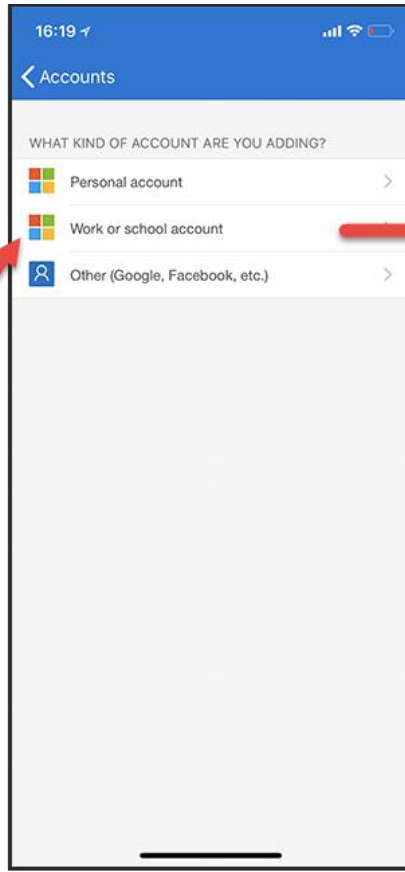 16:19
Accounts
WHAT KIND OF ACCOUNT ARE YOU ADDING?
Personal account
Work or school account
Other (Google, Facebook, etc.)